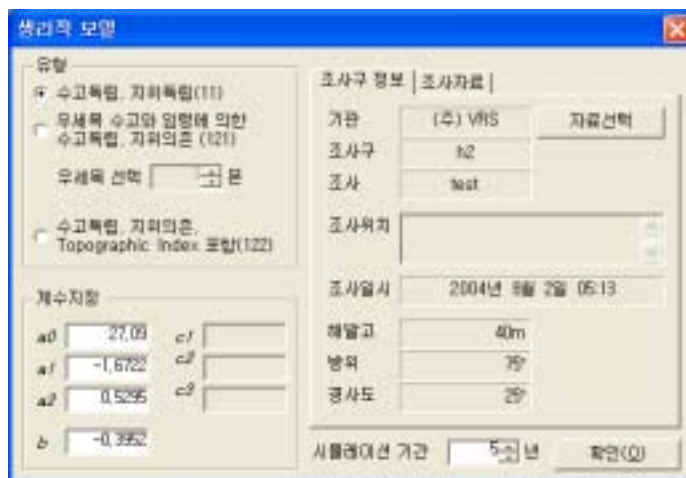 생리적 모델
유형
수고독립, 지위독립(11)
우세목 수고와 임령에 의한
수고독립, 지위의존 (121)
우세목 선택
본
수고독립, 지위의존,
Topographic Index 포함(122)
계수지정
a0 27,09
a1 -1,6722
a2 0,5295
b -0,3952
c1
c2
c3
조사구 정보
조사자료
기관 (주) VRS
자료선택
조사구 h2
조사 test
조사위치
조사일시 2004년 8월 2일 05:13
해발고 40m
방위 75°
경사도 25°
시뮬레이션 기간 5 년
확인(O)